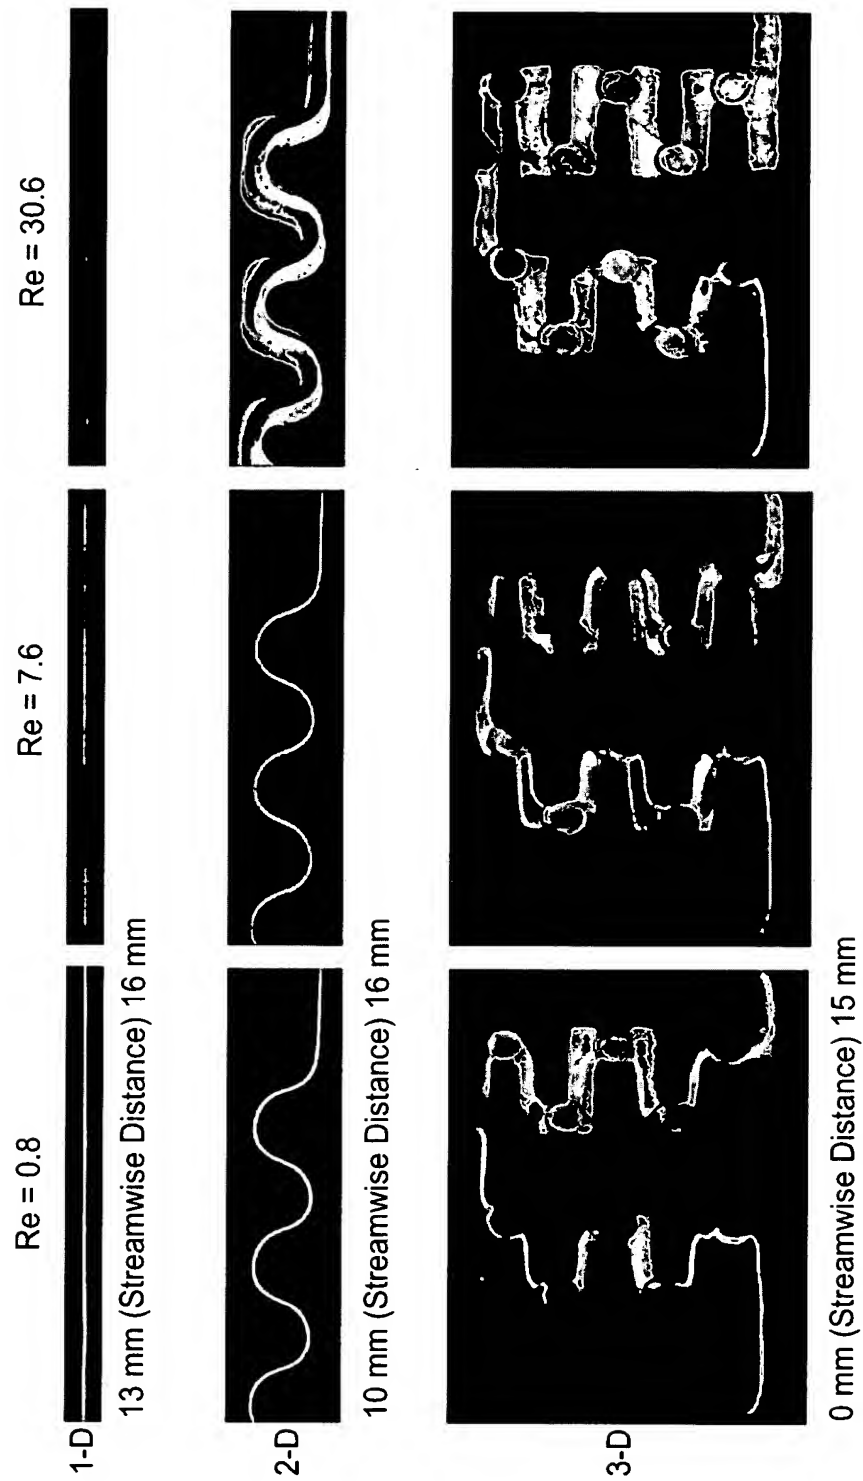 Re = 0.8
Re = 7.6
Re = 30.6
1-D
13 mm (Streamwise Distance) 16 mm
2-D
10 mm (Streamwise Distance) 16 mm
3-D
0 mm (Streamwise Distance) 15 mm